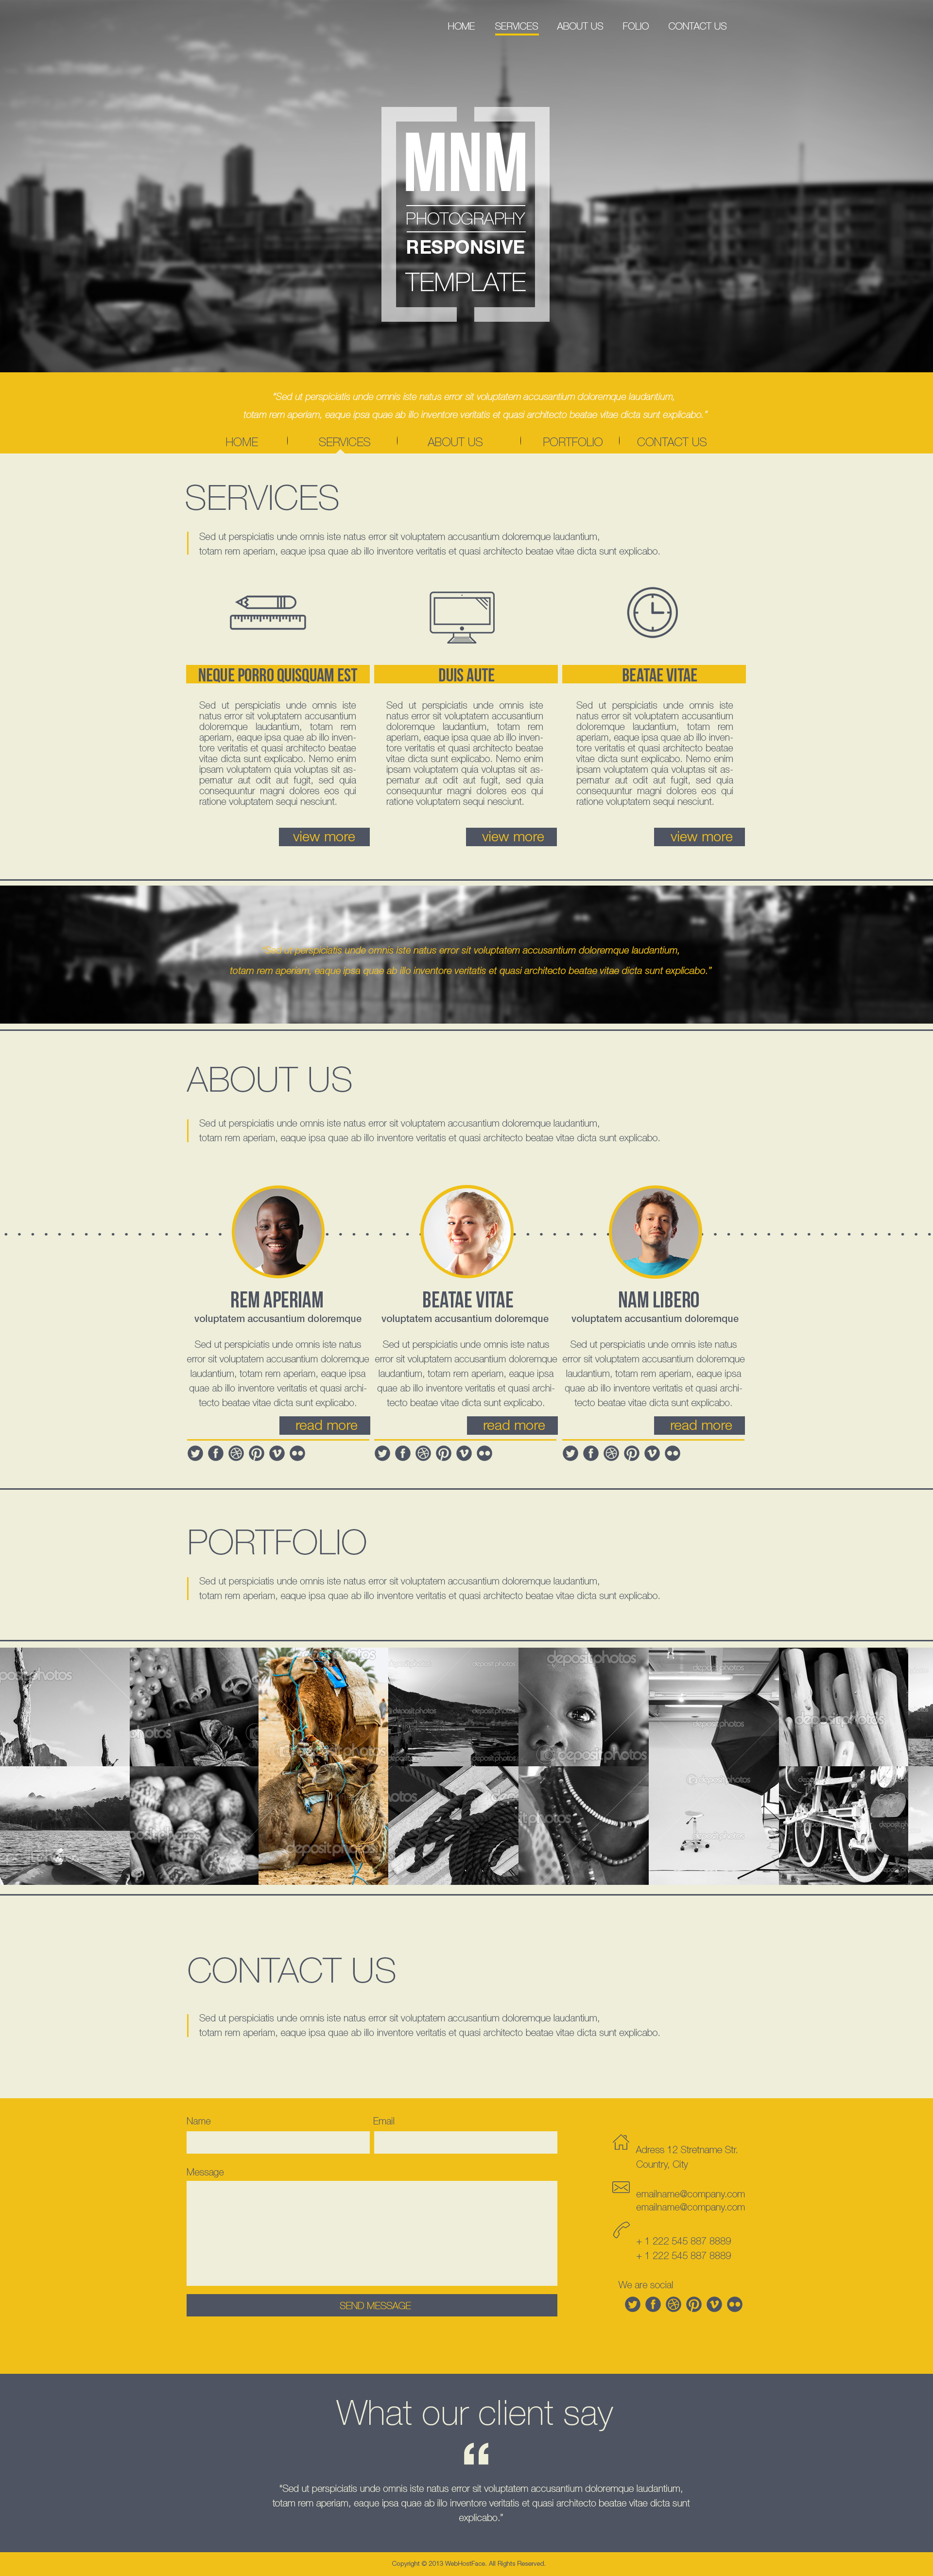 HOME SERVICES ABOUT US FOLIO CONTACT US
MNM
PHOTOGRAPHY
RESPONSIVE
TEMPLATE
"Sed ut perspiciatis unde omnis iste natus error sit voluptatem accusantium doloremque laudantium,
totam rem aperiam, eaque ipsa quae ab illo inventore veritatis et quasi architecto beatae vitae dicta sunt explicabo."
HOME | SERVICES | ABOUT US | PORTFOLIO | CONTACT US
SERVICES
Sed ut perspiciatis unde omnis iste natus error sit voluptatem accusantium doloremque laudantium,
totam rem aperiam, eaque ipsa quae ab illo inventore veritatis et quasi architecto beatae vitae dicta sunt explicabo.
NEQUE PORRO QUISQUAM EST
Sed ut perspiciatis unde omnis iste
natus error sit voluptatem accusantium
doloremque laudantium, totam rem
aperiam, eaque ipsa quae ab illo inven-
tore veritatis et quasi architecto beatae
vitae dicta sunt explicabo. Nemo enim
ipsam voluptatem quia voluptas sit as-
pernatur aut odit aut fugit, sed quia
consequuntur magni dolores eos qui
ratione voluptatem sequi nesciunt.
view more
DUIS AUTE
Sed ut perspiciatis unde omnis iste
natus error sit voluptatem accusantium
doloremque laudantium, totam rem
aperiam, eaque ipsa quae ab illo inven-
tore veritatis et quasi architecto beatae
vitae dicta sunt explicabo. Nemo enim
ipsam voluptatem quia voluptas sit as-
pernatur aut odit aut fugit, sed quia
consequuntur magni dolores eos qui
ratione voluptatem sequi nesciunt.
view more
BEATAE VITAE
Sed ut perspiciatis unde omnis iste
natus error sit voluptatem accusantium
doloremque laudantium, totam rem
aperiam, eaque ipsa quae ab illo inven-
tore veritatis et quasi architecto beatae
vitae dicta sunt explicabo. Nemo enim
ipsam voluptatem quia voluptas sit as-
pernatur aut odit aut fugit, sed quia
consequuntur magni dolores eos qui
ratione voluptatem sequi nesciunt.
view more
"Sed ut perspiciatis unde omnis iste natus error sit voluptatem accusantium doloremque laudantium,
totam rem aperiam, eaque ipsa quae ab illo inventore veritatis et quasi architecto beatae vitae dicta sunt explicabo."
ABOUT US
Sed ut perspiciatis unde omnis iste natus error sit voluptatem accusantium doloremque laudantium,
totam rem aperiam, eaque ipsa quae ab illo inventore veritatis et quasi architecto beatae vitae dicta sunt explicabo.
REM APERIAM
voluptatem accusantium doloremque
Sed ut perspiciatis unde omnis iste natus
error sit voluptatem accusantium doloremque
laudantium, totam rem aperiam, eaque ipsa
quae ab illo inventore veritatis et quasi archi-
tecto beatae vitae dicta sunt explicabo.
read more
BEATAE VITAE
voluptatem accusantium doloremque
Sed ut perspiciatis unde omnis iste natus
error sit voluptatem accusantium doloremque
laudantium, totam rem aperiam, eaque ipsa
quae ab illo inventore veritatis et quasi archi-
tecto beatae vitae dicta sunt explicabo.
read more
NAM LIBERO
voluptatem accusantium doloremque
Sed ut perspiciatis unde omnis iste natus
error sit voluptatem accusantium doloremque
laudantium, totam rem aperiam, eaque ipsa
quae ab illo inventore veritatis et quasi archi-
tecto beatae vitae dicta sunt explicabo.
read more
PORTFOLIO
Sed ut perspiciatis unde omnis iste natus error sit voluptatem accusantium doloremque laudantium,
totam rem aperiam, eaque ipsa quae ab illo inventore veritatis et quasi architecto beatae vitae dicta sunt explicabo.
depositphotos
depositphotos
depositphotos
CONTACT US
Sed ut perspiciatis unde omnis iste natus error sit voluptatem accusantium doloremque laudantium,
totam rem aperiam, eaque ipsa quae ab illo inventore veritatis et quasi architecto beatae vitae dicta sunt explicabo.
Name
Email
Message
SEND MESSAGE
Adress 12 Stretname Str.
Country, City
emailname@company.com
emailname@company.com
+ 1 222 545 887 8889
+ 1 222 545 887 8889
We are social
What our client say
“
"Sed ut perspiciatis unde omnis iste natus error sit voluptatem accusantium doloremque laudantium,
totam rem aperiam, eaque ipsa quae ab illo inventore veritatis et quasi architecto beatae vitae dicta sunt
explicabo."
Copyright © 2013 WebHostFace. All Rights Reserved.